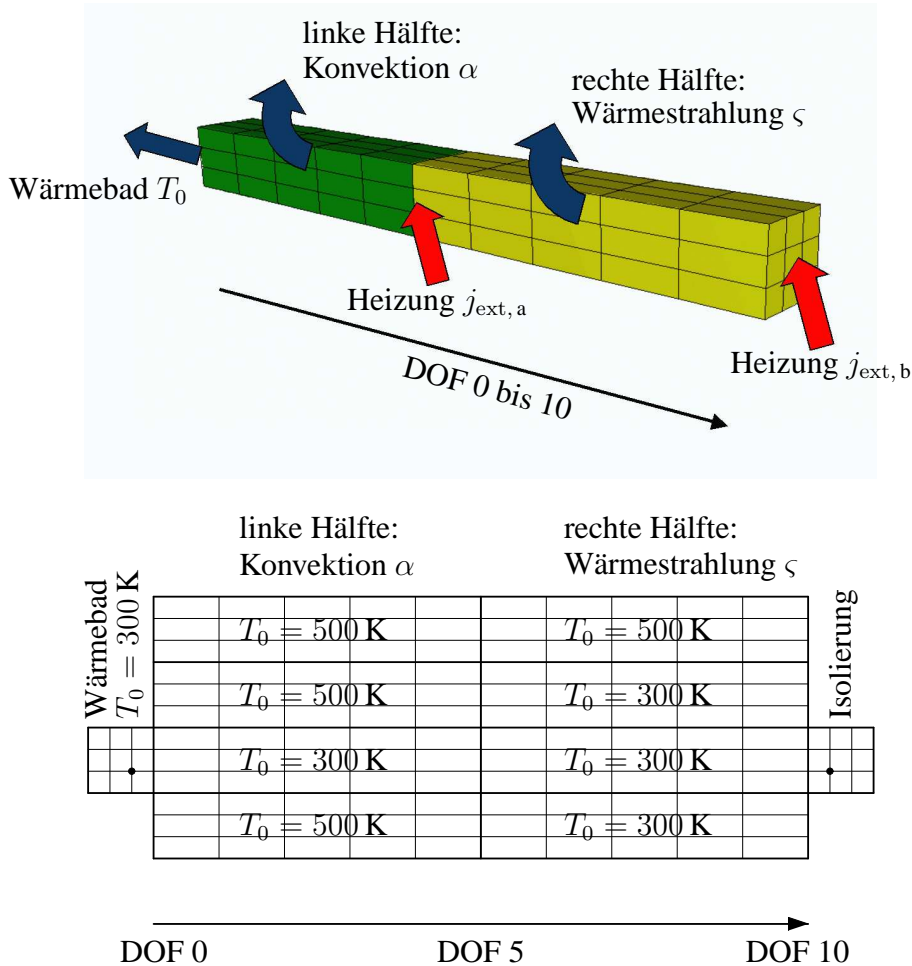 linke Hälfte:
Konvektion α
rechte Hälfte:
Wärmestrahlung ς
Wärmebad T₀
Heizung j_ext, a
Heizung j_ext, b
DOF 0 bis 10
linke Hälfte:
Konvektion α
rechte Hälfte:
Wärmestrahlung ς
Wärmebad
T₀ = 300 K
T₀ = 500 K
T₀ = 500 K
T₀ = 500 K
T₀ = 300 K
T₀ = 300 K
T₀ = 300 K
T₀ = 500 K
T₀ = 300 K
Isolierung
DOF 0
DOF 5
DOF 10